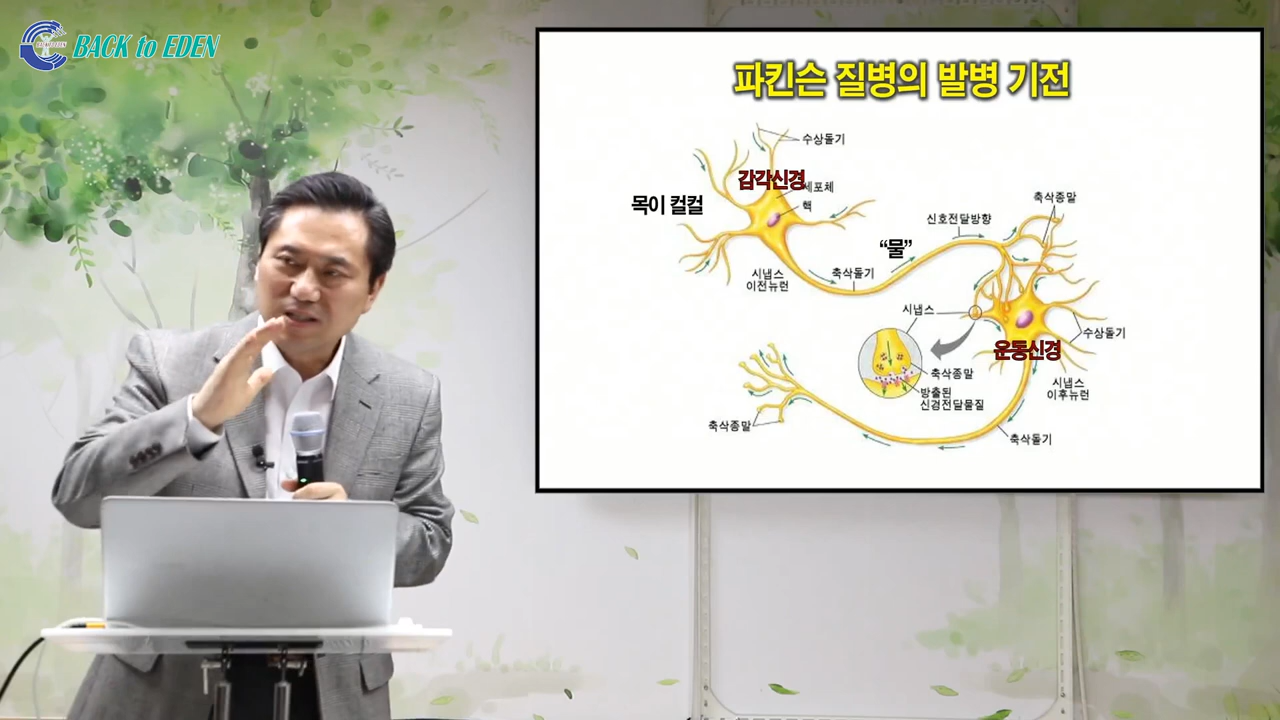 BACK to EDEN
파킨슨 질병의 발병 기전
수상돌기
감각신경
세포체
목이 컬컬
핵
축삭종말
신호전달방향
“물”
시냅스
이전뉴런
축삭돌기
시냅스
수상돌기
운동신경
축삭종말
시냅스
이후뉴런
방출된
신경전달물질
축삭종말
축삭돌기